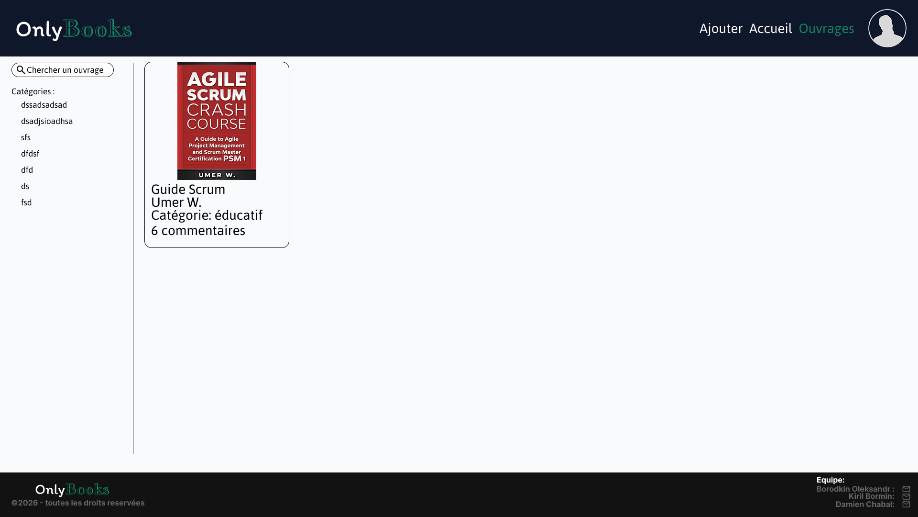 OnlyBooks
Ajouter Accueil Ouvrages
Chercher un ouvrage
Catégories :
dssadsadsad
dsadjsioadhsa
sfs
dfdsf
dfd
ds
fsd
AGILE
SCRUM
CRASH
COURSE
A Guide to Agile
Project Management
and Scrum Master
Certification PSM 1
UMER W.
Guide Scrum
Umer W.
Catégorie: éducatif
6 commentaires
OnlyBooks
©2026 - toutes les droits reservées
Equipe:
Borodkin Oleksandr :
Kiril Bormin:
Damien Chabal: